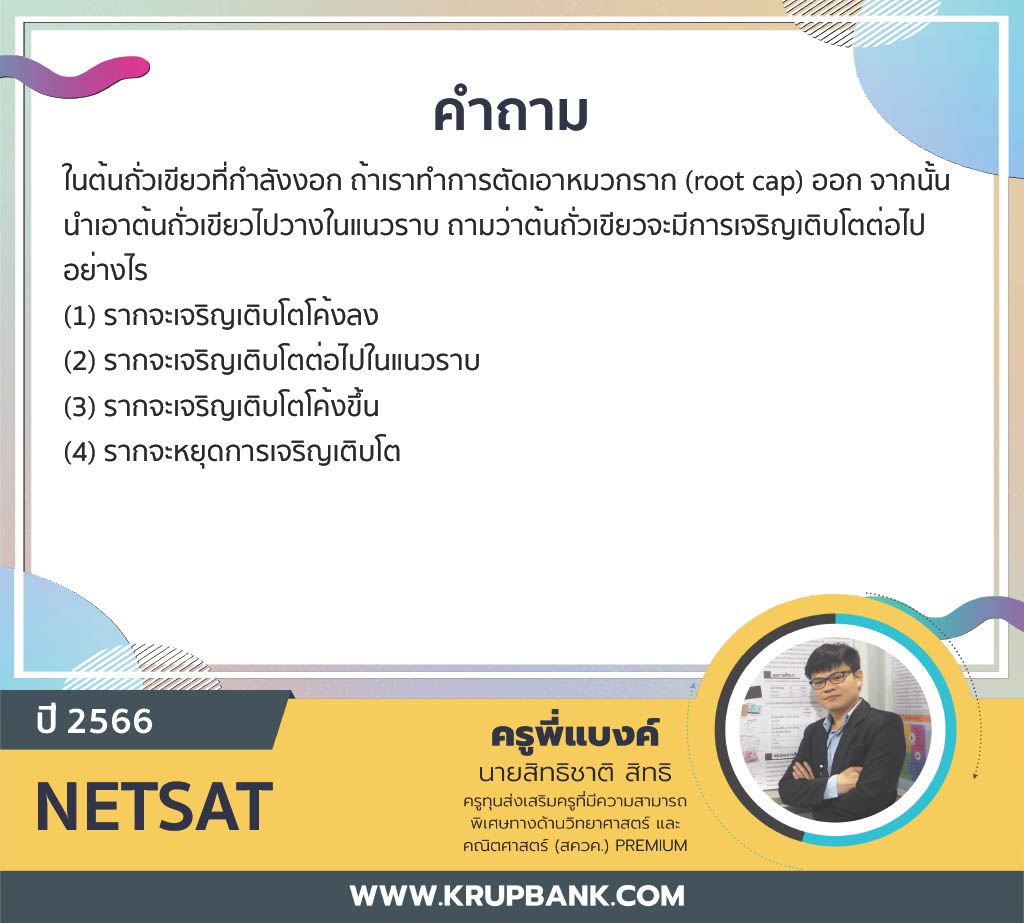 คำถาม
ในต้นถั่วเขียวที่กำลังงอก ถ้าเราทำการตัดเอาหมวกราก (root cap) ออก จากนั้น
นำเอาต้นถั่วเขียวไปวางในแนวราบ ถามว่าต้นถั่วเขียวจะมีการเจริญเติบโตต่อไป
อย่างไร
(1) รากจะเจริญเติบโตโค้งลง
(2) รากจะเจริญเติบโตต่อไปในแนวราบ
(3) รากจะเจริญเติบโตโค้งขึ้น
(4) รากจะหยุดการเจริญเติบโต
ปี 2566
NETSAT
ครูพี่แบงค์
นายสิทธิชาติ สิทธิ
ครูทุนส่งเสริมครูที่มีความสามารถ
พิเศษทางด้านวิทยาศาสตร์ และ
คณิตศาสตร์ (สควค.) PREMIUM
WWW.KRUPBANK.COM